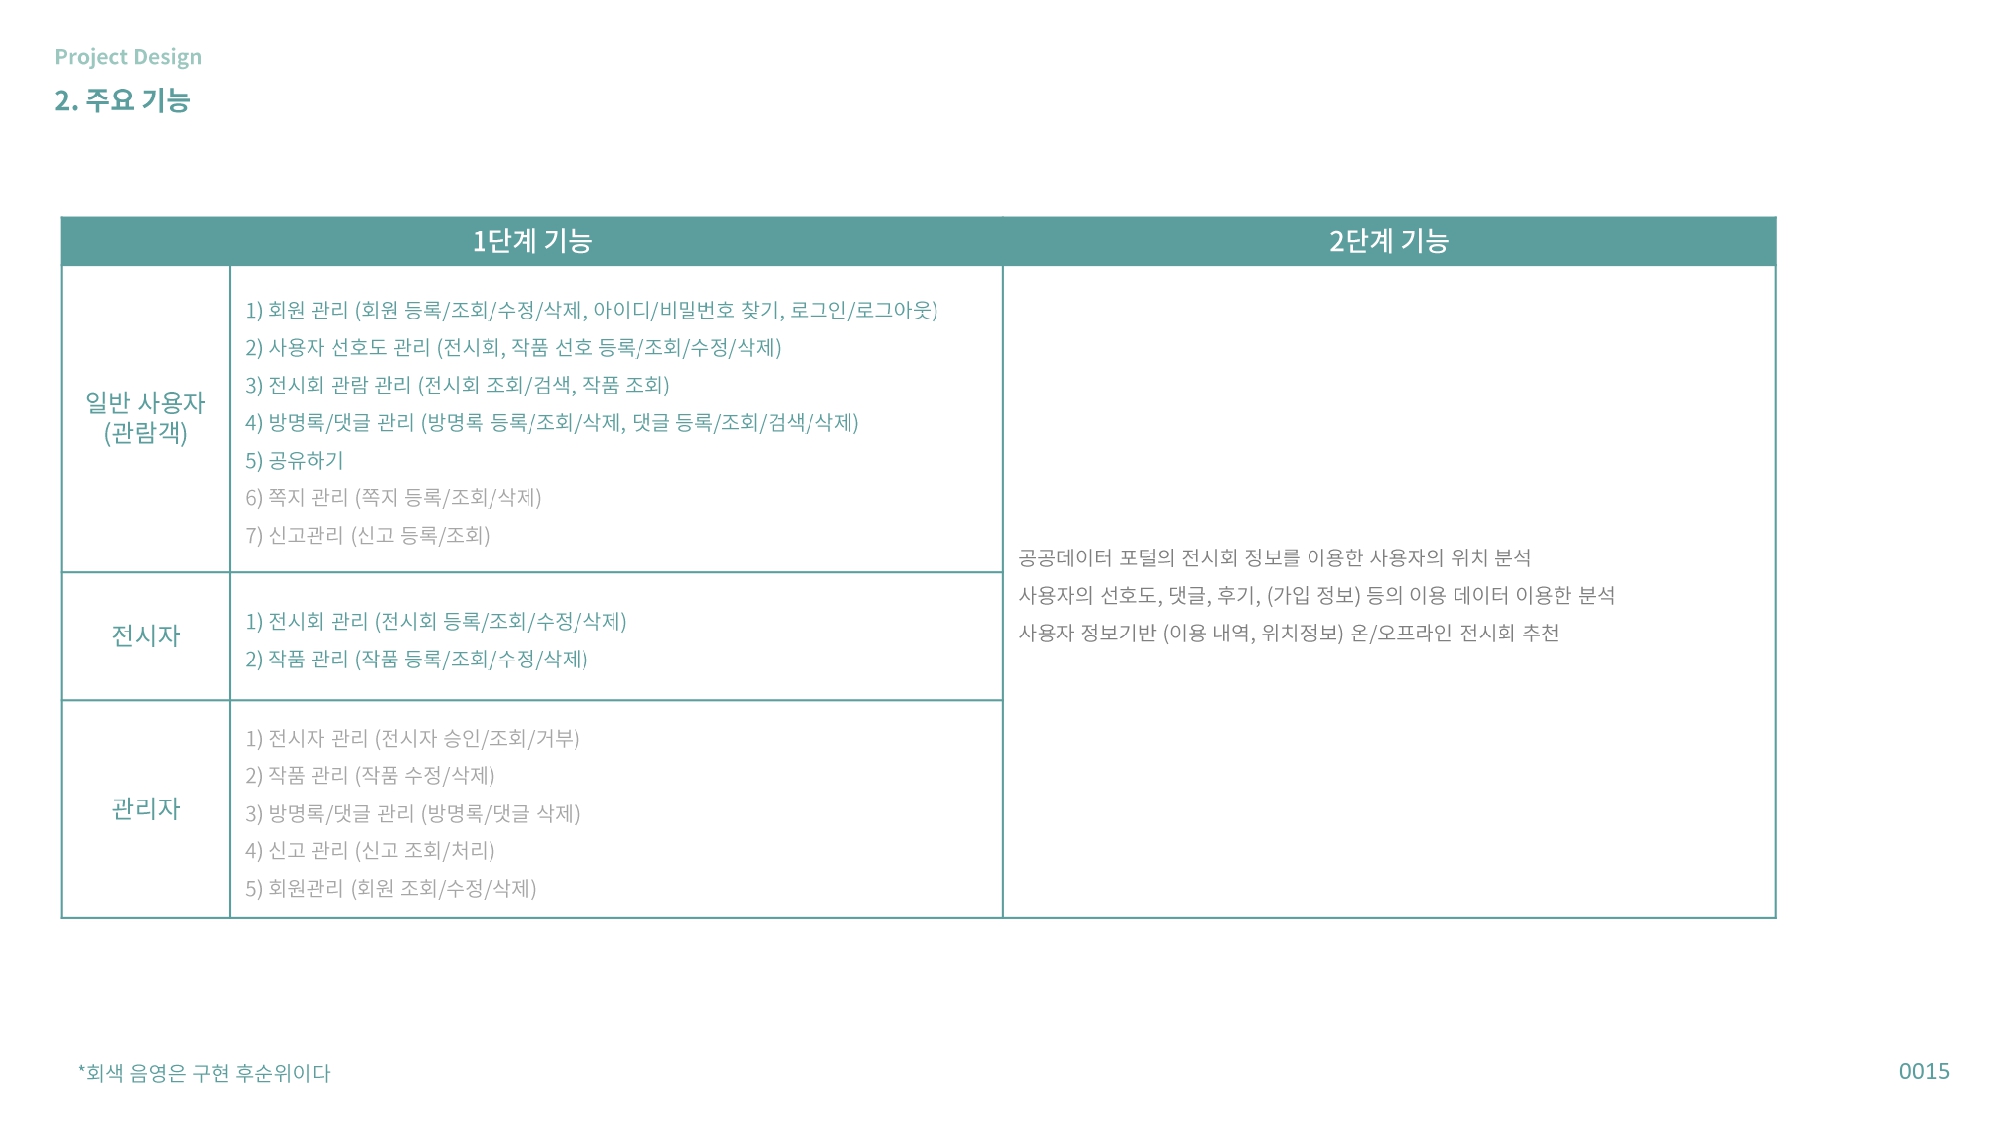 Project Design
2. 주요 기능
1단계 기능
2단계 기능
일반 사용자
(관람객)
1) 회원 관리 (회원 등록/조회/수정/삭제, 아이디/비밀번호 찾기, 로그인/로그아웃)
2) 사용자 선호도 관리 (전시회, 작품 선호 등록/조회/수정/삭제)
3) 전시회 관람 관리 (전시회 조회/검색, 작품 조회)
4) 방명록/댓글 관리 (방명록 등록/조회/삭제, 댓글 등록/조회/검색/삭제)
5) 공유하기
6) 쪽지 관리 (쪽지 등록/조회/삭제)
7) 신고관리 (신고 등록/조회)
전시자
1) 전시회 관리 (전시회 등록/조회/수정/삭제)
2) 작품 관리 (작품 등록/조회/수정/삭제)
관리자
1) 전시자 관리 (전시자 승인/조회/거부)
2) 작품 관리 (작품 수정/삭제)
3) 방명록/댓글 관리 (방명록/댓글 삭제)
4) 신고 관리 (신고 조회/처리)
5) 회원관리 (회원 조회/수정/삭제)
공공데이터 포털의 전시회 정보를 이용한 사용자의 위치 분석
사용자의 선호도, 댓글, 후기, (가입 정보) 등의 이용 데이터 이용한 분석
사용자 정보기반 (이용 내역, 위치정보) 온/오프라인 전시회 추천
*회색 음영은 구현 후순위이다
0015